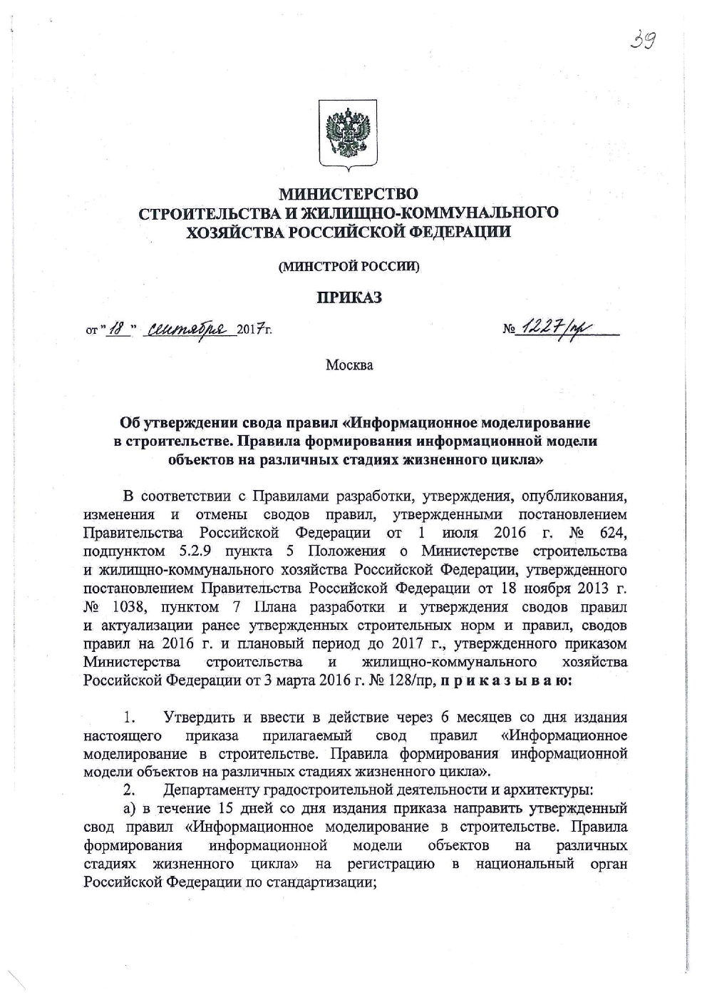 39
МИНИСТЕРСТВО
СТРОИТЕЛЬСТВА И ЖИЛИЩНО-КОММУНАЛЬНОГО
ХОЗЯЙСТВА РОССИЙСКОЙ ФЕДЕРАЦИИ
(МИНСТРОЙ РОССИИ)
ПРИКАЗ
от "18" сентября 2017 г. № 1227/пр
Москва
Об утверждении свода правил «Информационное моделирование
в строительстве. Правила формирования информационной модели
объектов на различных стадиях жизненного цикла»
В соответствии с Правилами разработки, утверждения, опубликования,
изменения и отмены сводов правил, утвержденными постановлением
Правительства Российской Федерации от 1 июля 2016 г. № 624,
подпунктом 5.2.9 пункта 5 Положения о Министерстве строительства
и жилищно-коммунального хозяйства Российской Федерации, утвержденного
постановлением Правительства Российской Федерации от 18 ноября 2013 г.
№ 1038, пунктом 7 Плана разработки и утверждения сводов правил
и актуализации ранее утвержденных строительных норм и правил, сводов
правил на 2016 г. и плановый период до 2017 г., утвержденного приказом
Министерства строительства и жилищно-коммунального хозяйства
Российской Федерации от 3 марта 2016 г. № 128/пр, п р и к а з ы в а ю:
1. Утвердить и ввести в действие через 6 месяцев со дня издания
настоящего приказа прилагаемый свод правил «Информационное
моделирование в строительстве. Правила формирования информационной
модели объектов на различных стадиях жизненного цикла».
2. Департаменту градостроительной деятельности и архитектуры:
а) в течение 15 дней со дня издания приказа направить утвержденный
свод правил «Информационное моделирование в строительстве. Правила
формирования информационной модели объектов на различных
стадиях жизненного цикла» на регистрацию в национальный орган
Российской Федерации по стандартизации;